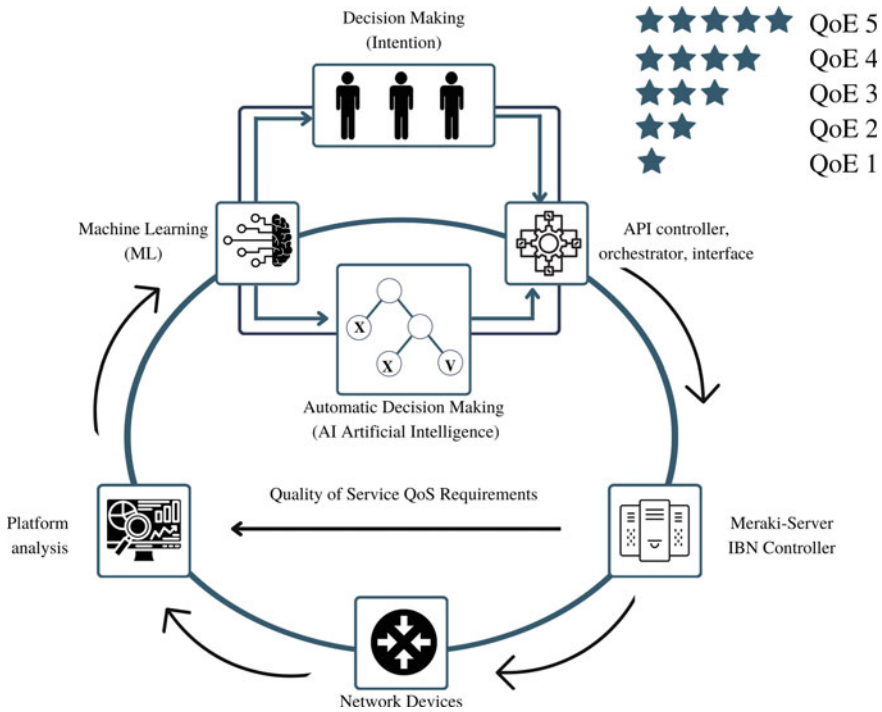 Decision Making
(Intention)
QoE 5
QoE 4
QoE 3
QoE 2
QoE 1
Machine Learning
(ML)
API controller,
orchestrator, interface
X
X
V
Automatic Decision Making
(AI Artificial Intelligence)
Quality of Service QoS Requirements
Platform
analysis
Meraki-Server
IBN Controller
Network Devices